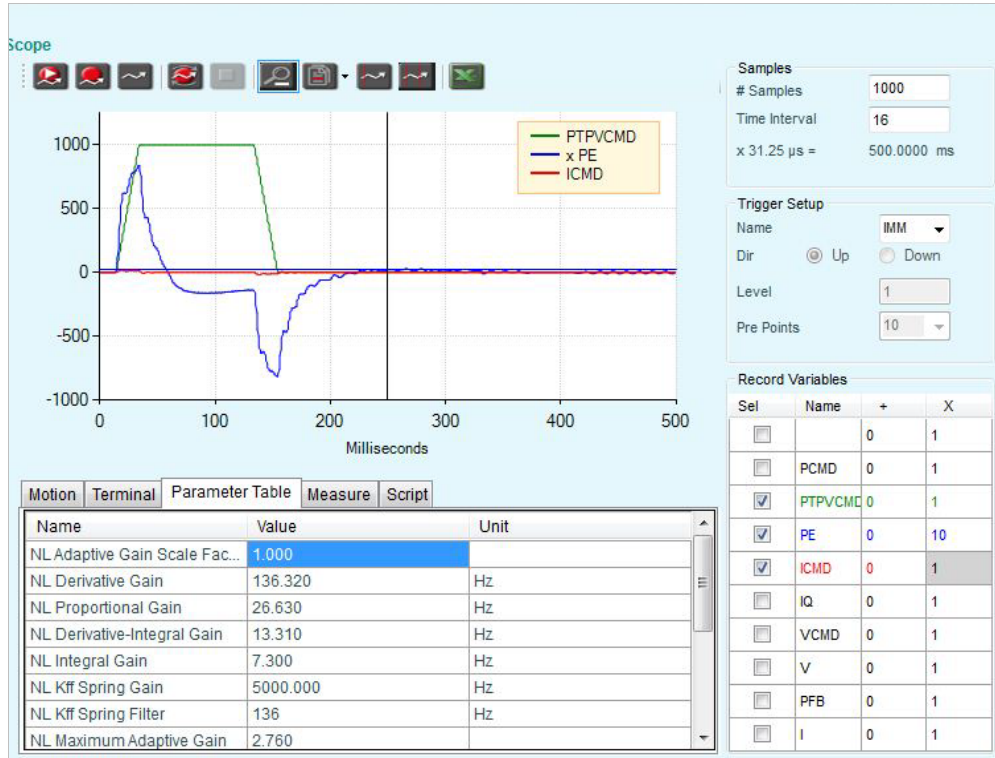 Scope
PTPVCMD
x PE
ICMD
1000
500
0
-500
-1000
0 100 200 300 400 500
Milliseconds
Samples
# Samples 1000
Time Interval 16
x 31.25 µs = 500.0000 ms
Trigger Setup
Name IMM
Dir Up Down
Level 1
Pre Points 10
Record Variables
Sel Name + X
0 1
PCMD 0 1
PTPVCMD 0 1
PE 0 10
ICMD 0 1
IQ 0 1
VCMD 0 1
V 0 1
PFB 0 1
I 0 1
Motion Terminal Parameter Table Measure Script
Name Value Unit
NL Adaptive Gain Scale Fac... 1.000
NL Derivative Gain 136.320 Hz
NL Proportional Gain 26.630 Hz
NL Derivative-Integral Gain 13.310 Hz
NL Integral Gain 7.300 Hz
NL Kff Spring Gain 5000.000 Hz
NL Kff Spring Filter 136 Hz
NL Maximum Adaptive Gain 2.760